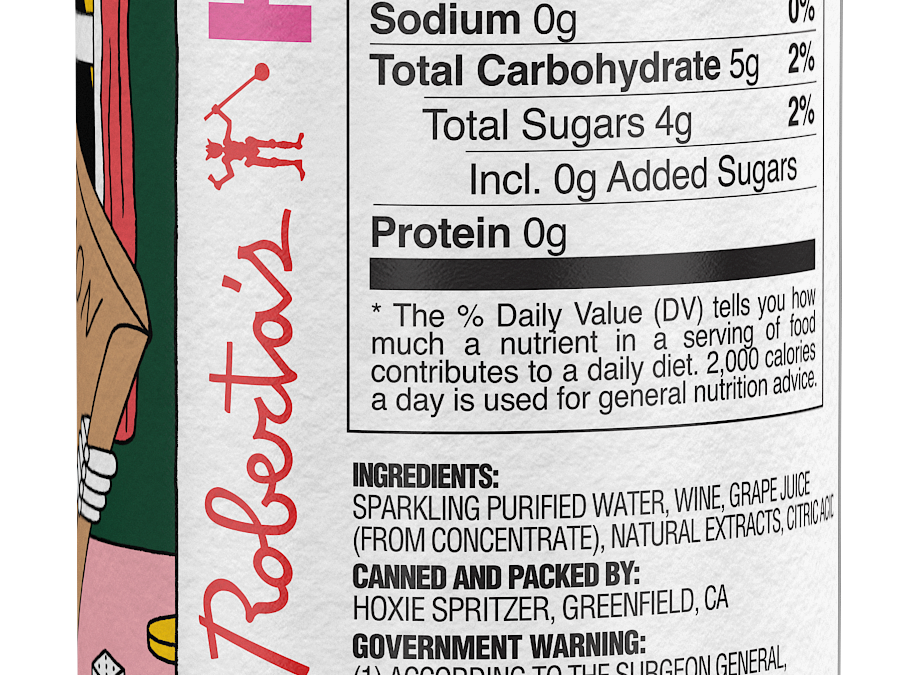 Sodium 0g 0%
Total Carbohydrate 5g 2%
Total Sugars 4g 2%
Incl. 0g Added Sugars
Protein 0g
* The % Daily Value (DV) tells you how
much a nutrient in a serving of food
contributes to a daily diet. 2,000 calories
a day is used for general nutrition advice.
INGREDIENTS:
SPARKLING PURIFIED WATER, WINE, GRAPE JUICE
(FROM CONCENTRATE), NATURAL EXTRACTS, CITRIC ACID
CANNED AND PACKED BY:
HOXIE SPRITZER, GREENFIELD, CA
GOVERNMENT WARNING:
(1) ACCORDING TO THE SURGEON GENERAL,
Roberta's